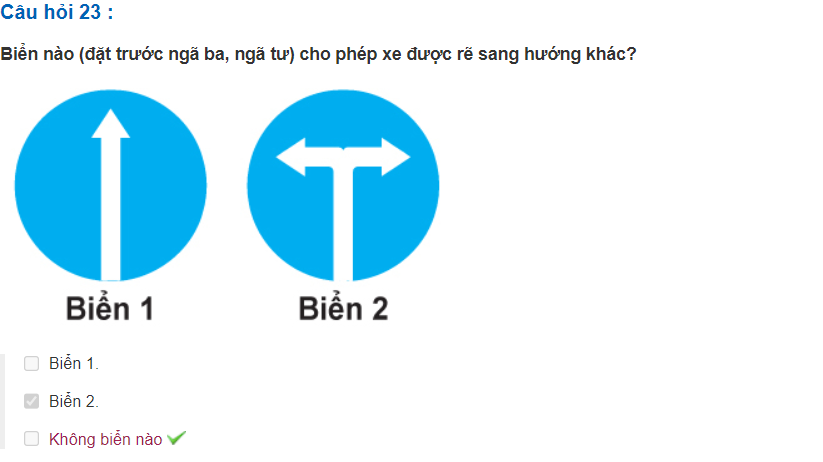 Câu hỏi 23 :
Biển nào (đặt trước ngã ba, ngã tư) cho phép xe được rẽ sang hướng khác?
Biển 1
Biển 2
Biển 1.
Biển 2.
Không biển nào